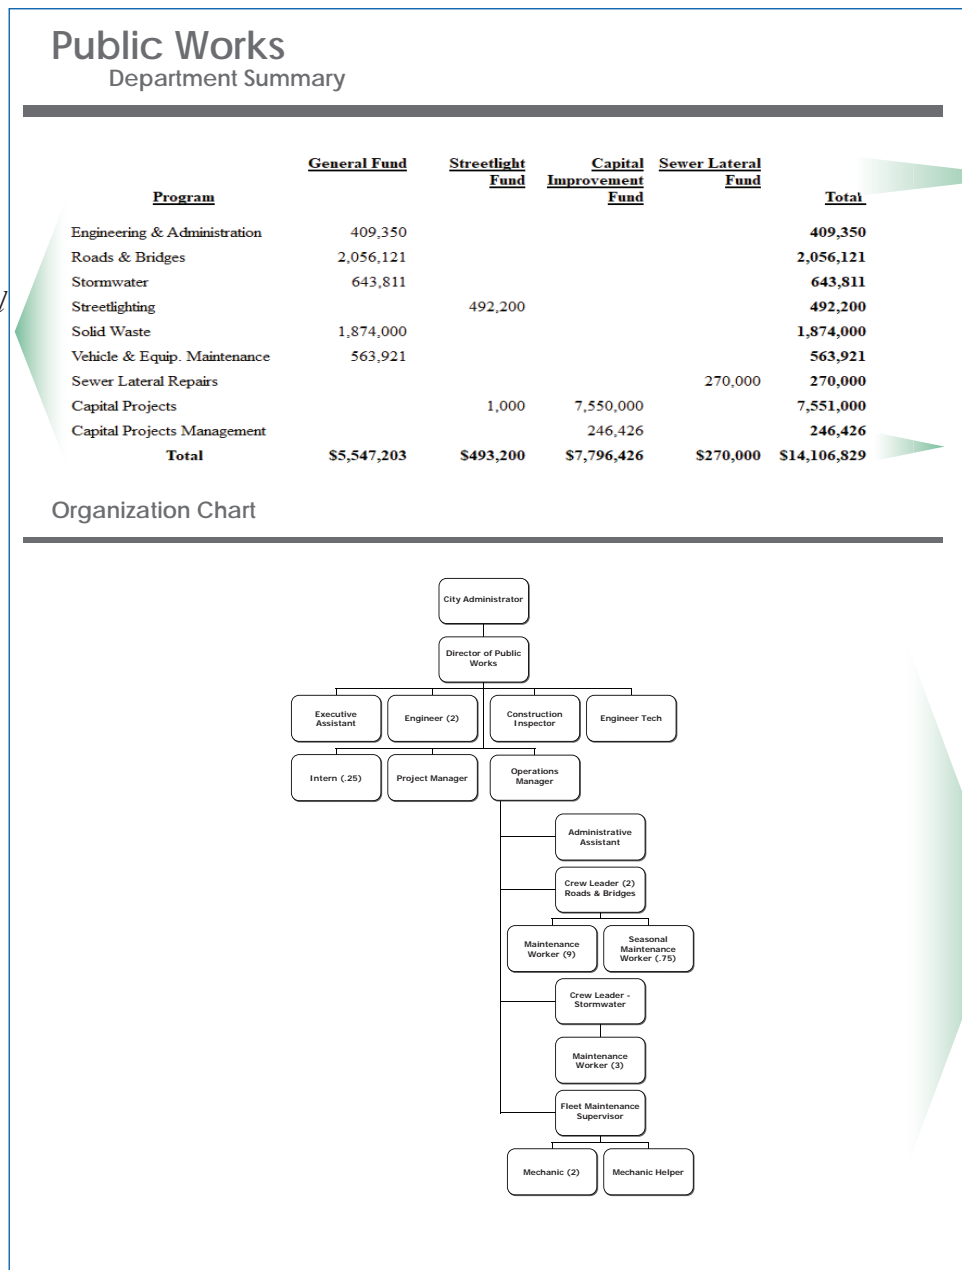 Public Works
Department Summary
General Fund Streetlight Capital Sewer Lateral
Fund Improvement Fund
Program Fund Total
Engineering & Administration 409,350 409,350
Roads & Bridges 2,056,121 2,056,121
Stormwater 643,811 643,811
Streetlighting 492,200 492,200
Solid Waste 1,874,000 1,874,000
Vehicle & Equip. Maintenance 563,921 563,921
Sewer Lateral Repairs 270,000 270,000
Capital Projects 1,000 7,550,000 7,551,000
Capital Projects Management 246,426 246,426
Total $5,547,203 $493,200 $7,796,426 $270,000 $14,106,829
Organization Chart
City Administrator
Director of Public
Works
Executive
Assistant
Engineer (2)
Construction
Inspector
Engineer Tech
Intern (.25)
Project Manager
Operations
Manager
Administrative
Assistant
Crew Leader (2)
Roads & Bridges
Maintenance
Worker (9)
Seasonal
Maintenance
Worker (.75)
Crew Leader -
Stormwater
Maintenance
Worker (3)
Fleet Maintenance
Supervisor
Mechanic (2)
Mechanic Helper